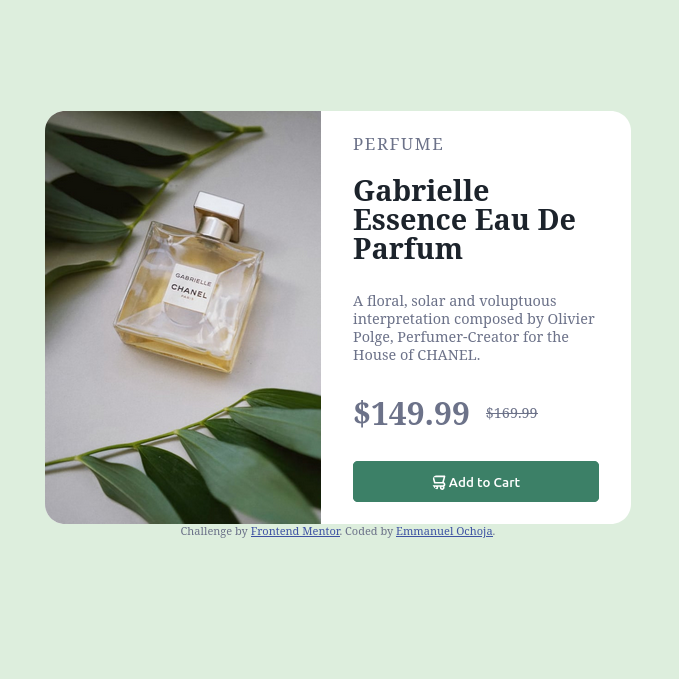 GABRIELLE
CHANEL
PARIS
PERFUME
Gabrielle
Essence Eau De
Parfum
A floral, solar and voluptuous
interpretation composed by Olivier
Polge, Perfumer-Creator for the
House of CHANEL.
$149.99 $169.99
Add to Cart
Challenge by Frontend Mentor. Coded by Emmanuel Ochoja.